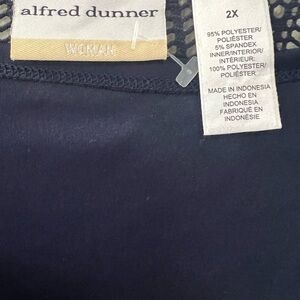 alfred dunner
WOMAN
2X
95% POLYESTER/
POLIÉSTER
5% SPANDEX
INNER/INTERIOR/
INTÉRIEUR:
100% POLYESTER/
POLIÉSTER
MADE IN INDONESIA
HECHO EN
INDONESIA
FABRIQUÉ EN
INDONÉSIE